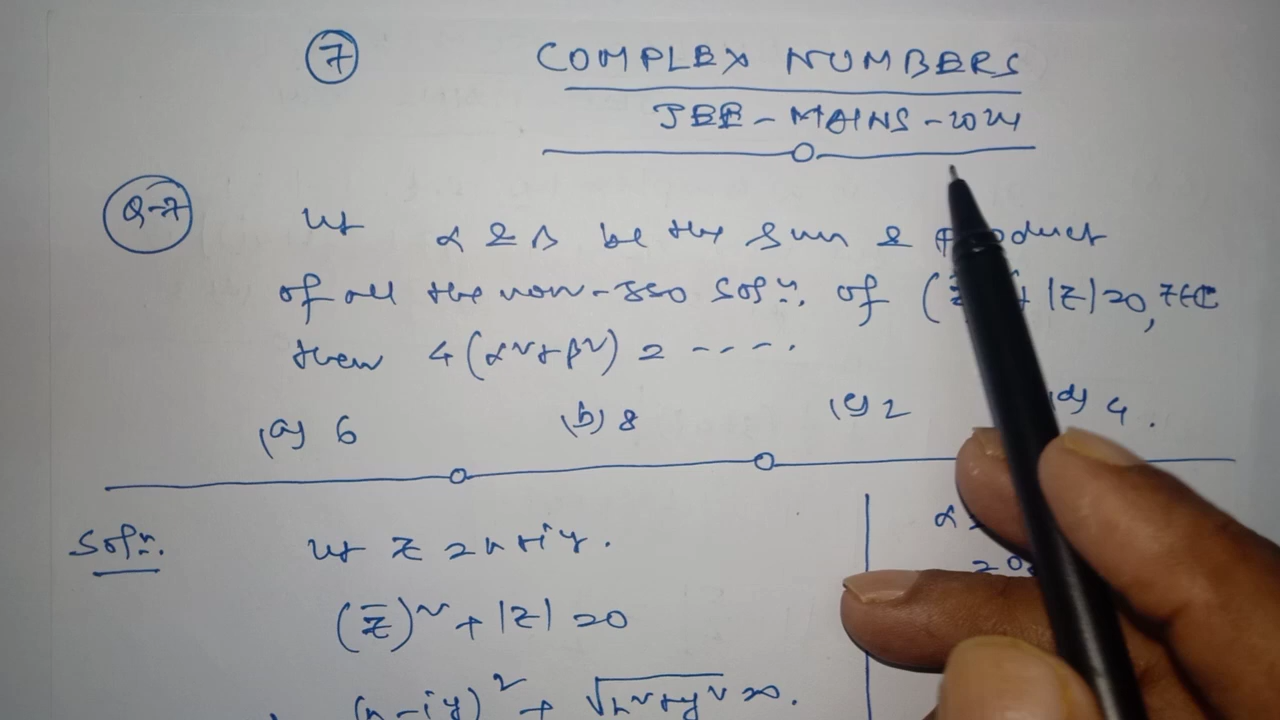 7 COMPLEX NUMBERS
JEE - MAINS - 2024
Q-7 Let α & β be the sum & product
of all the non-zero Solⁿ. of ( + |z| = 0, z ∈ C
then 4(α² + β²) = ----.
(a) 6 (b) 8 (c) 2 (d) 4.
Solⁿ. Let z = x + iy.
(z̄)² + |z| = 0
(x - iy)² + √x² + y² = 0.
α
= 0